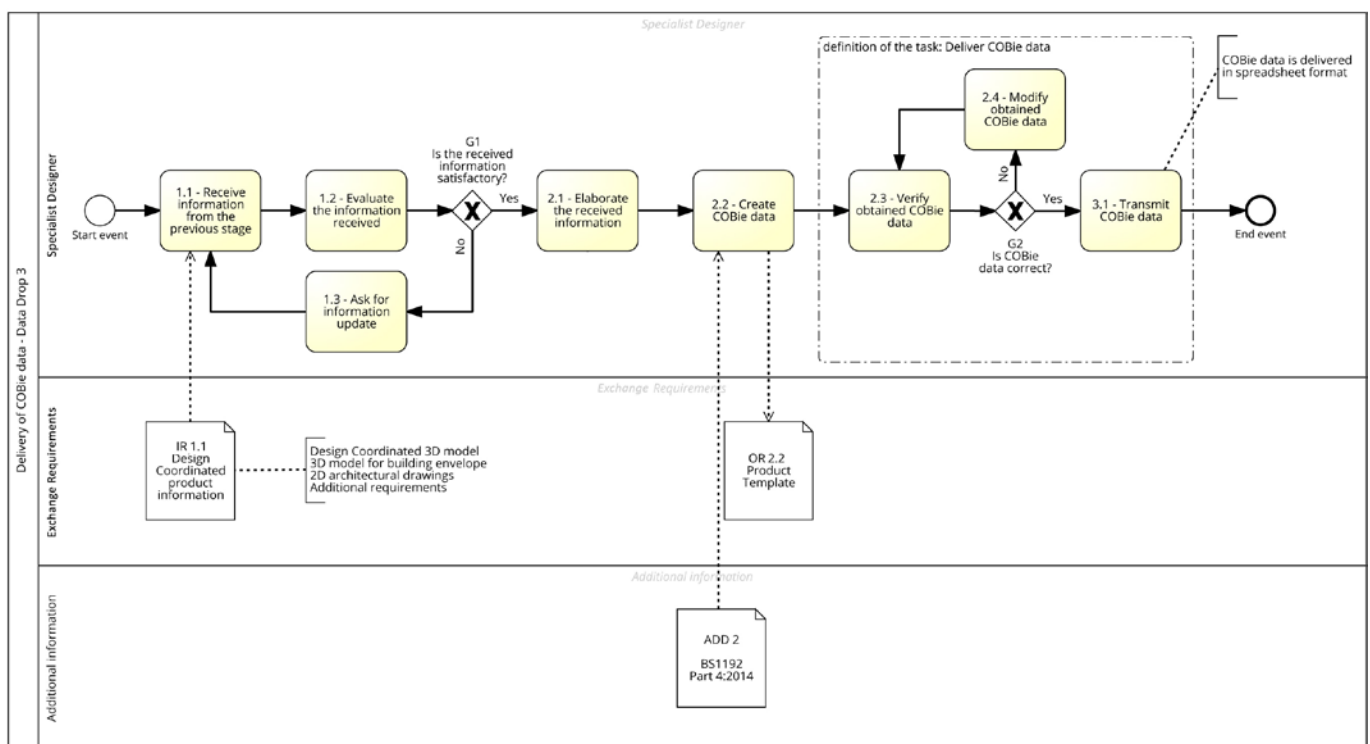 Delivery of COBie data - Data Drop 3
Specialist Designer
Specialist Designer
definition of the task: Deliver COBie data
COBie data is delivered
in spreadsheet format
2.4 - Modify
obtained
COBie data
G1
Is the received
information
satisfactory?
Start event
1.1 - Receive
information
from the
previous stage
1.2 - Evaluate
the information
received
Yes
No
2.1 - Elaborate
the received
information
2.2 - Create
COBie data
2.3 - Verify
obtained COBie
data
No
Yes
G2
Is COBie
data correct?
3.1 - Transmit
COBie data
End event
1.3 - Ask for
information
update
Exchange Requirements
Exchange Requirements
IR 1.1
Design
Coordinated
product
information
Design Coordinated 3D model
3D model for building envelope
2D architectural drawings
Additional requirements
OR 2.2
Product
Template
Additional information
Additional information
ADD 2
BS1192
Part 4:2014